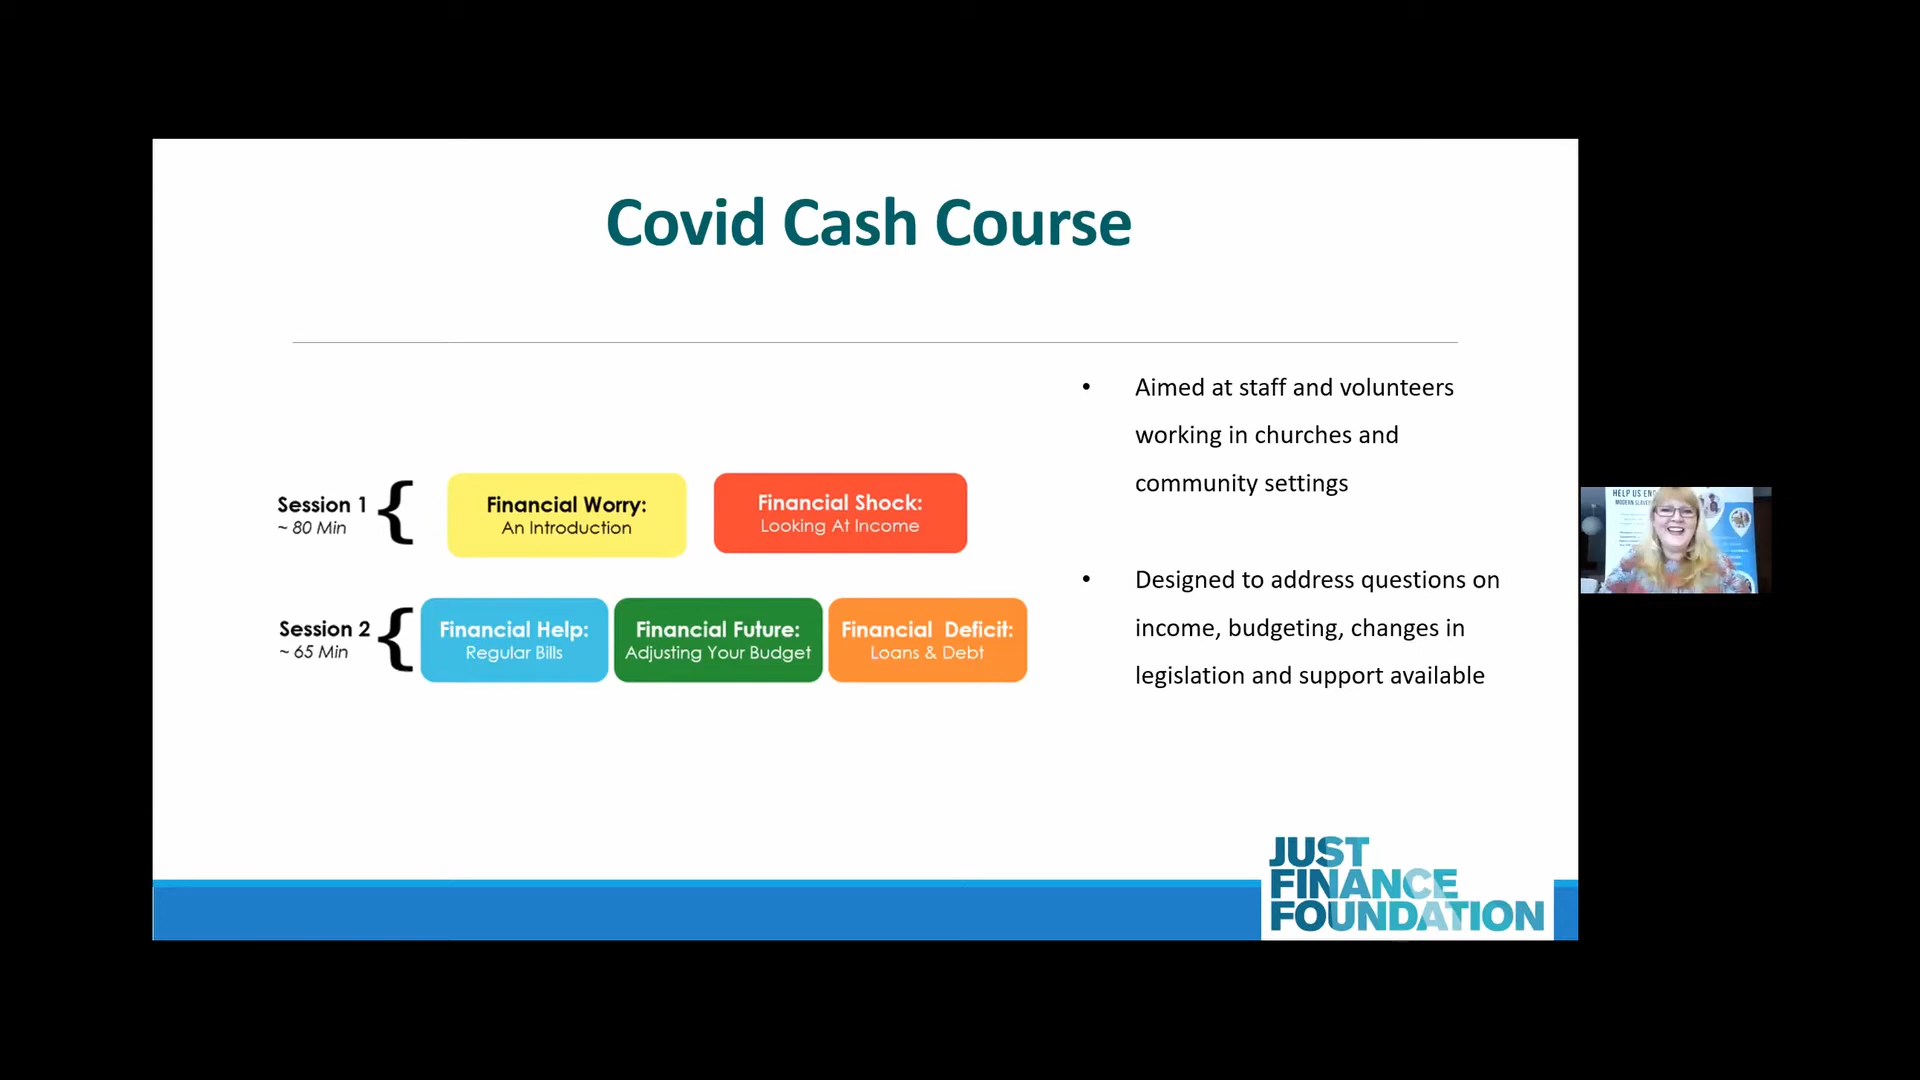 Covid Cash Course
Session 1
~ 80 Min
{
Financial Worry:
An Introduction
Financial Shock:
Looking At Income
Session 2
~ 65 Min
{
Financial Help:
Regular Bills
Financial Future:
Adjusting Your Budget
Financial Deficit:
Loans & Debt
• Aimed at staff and volunteers
working in churches and
community settings
• Designed to address questions on
income, budgeting, changes in
legislation and support available
HELP US
MODERN
JUST
FINANCE
FOUNDATION